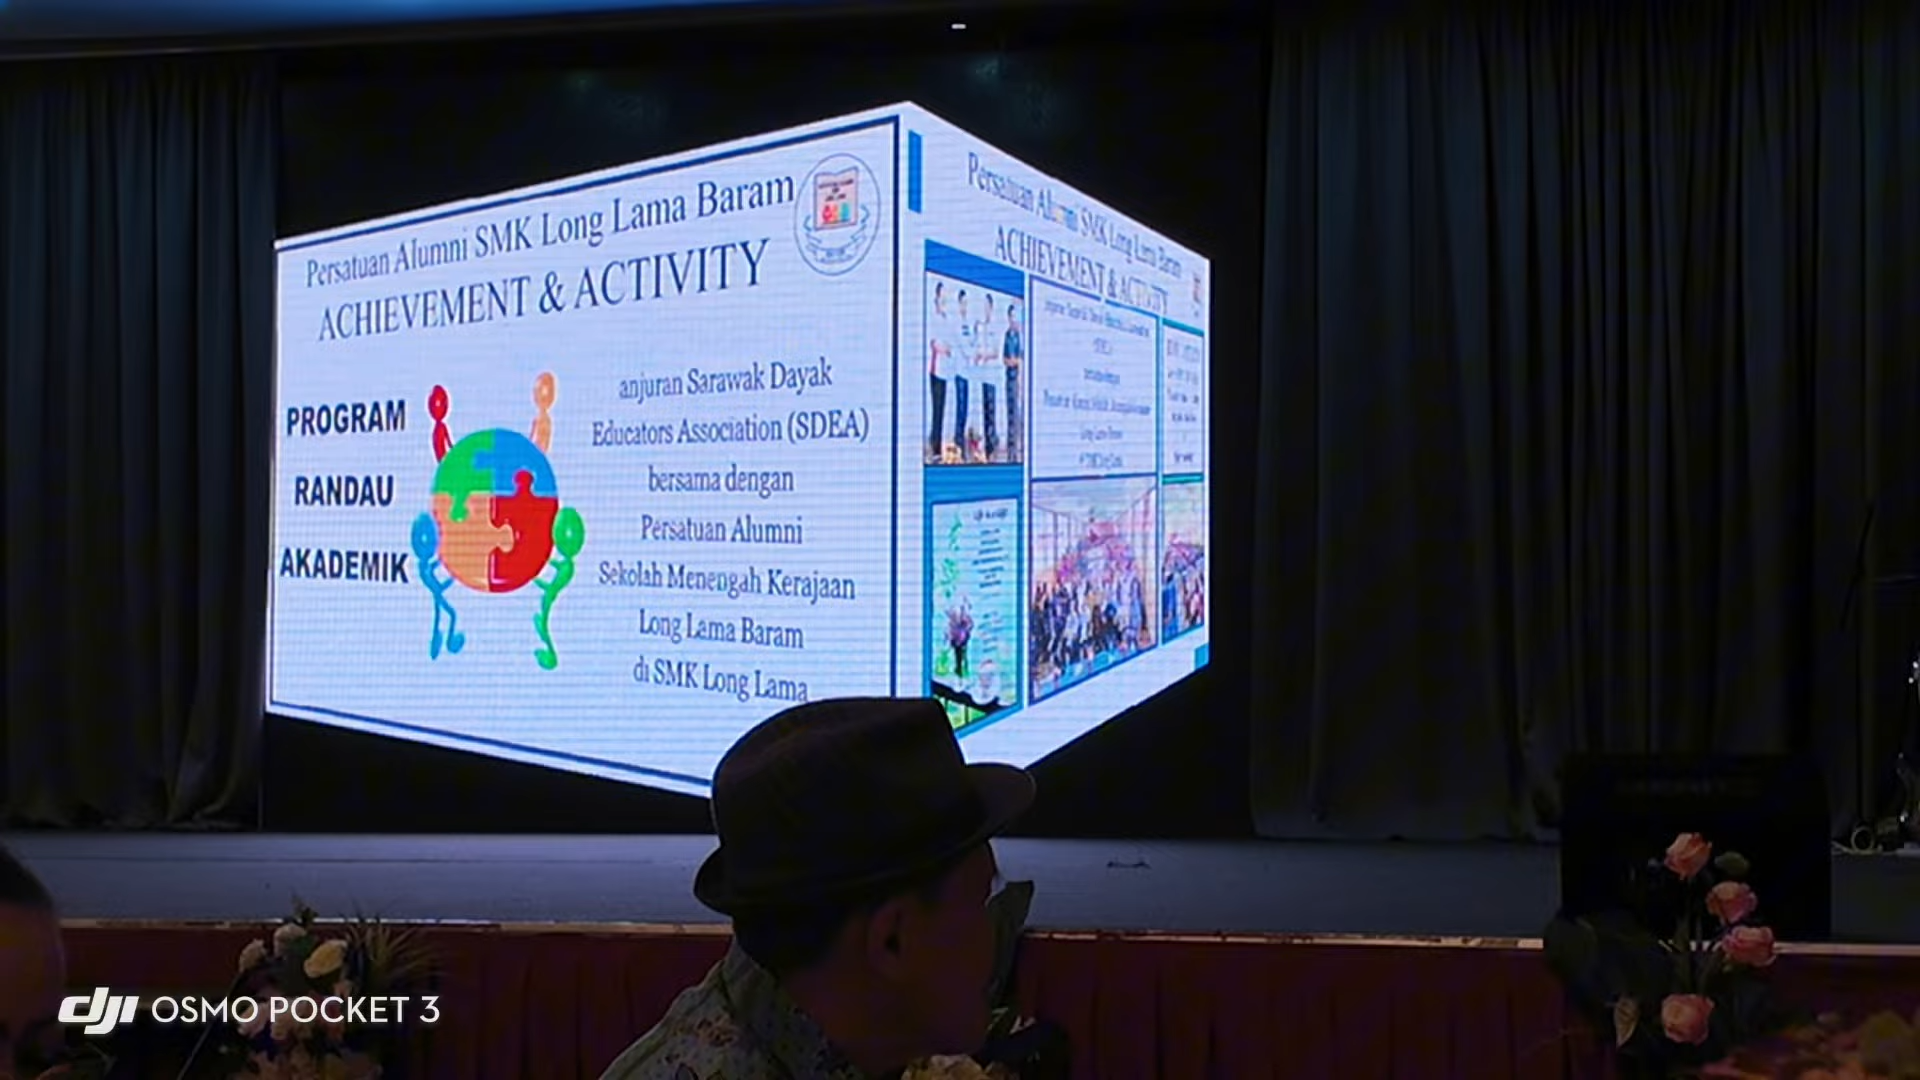 Persatuan Alumni SMK Long Lama Baram
ACHIEVEMENT & ACTIVITY
PROGRAM
RANDAU
AKADEMIK
anjuran Sarawak Dayak
Educators Association (SDEA)
bersama dengan
Persatuan Alumni
Sekolah Menengah Kerajaan
Long Lama Baram
di SMK Long Lama
Persatuan Alumni SMK Long Lama Baram
ACHIEVEMENT & ACTIVITY
dji OSMO POCKET 3